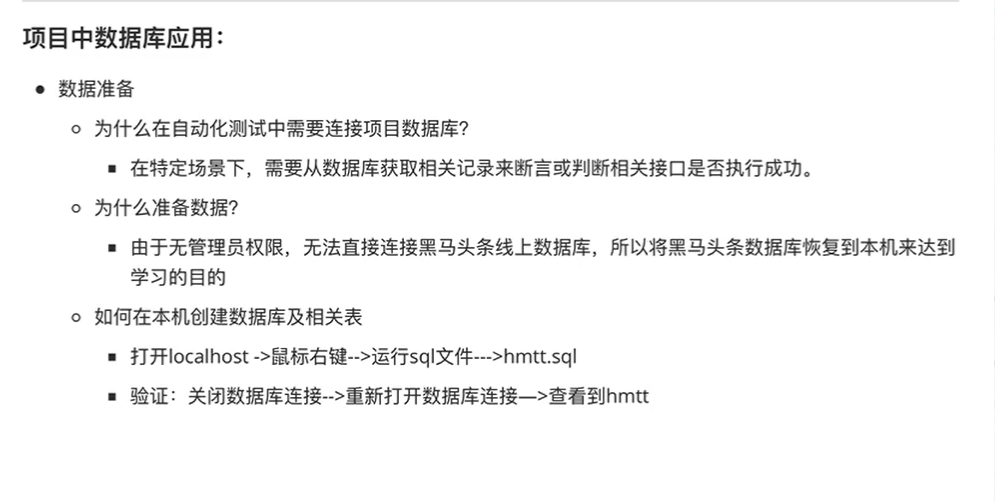 项目中数据库应用：
数据准备
为什么在自动化测试中需要连接项目数据库?
在特定场景下，需要从数据库获取相关记录来断言或判断相关接口是否执行成功。
为什么准备数据?
由于无管理员权限，无法直接连接黑马头条线上数据库，所以将黑马头条数据库恢复到本机来达到
学习的目的
如何在本机创建数据库及相关表
打开localhost ->鼠标右键-->运行sql文件--->hmtt.sql
验证：关闭数据库连接-->重新打开数据库连接—>查看到hmtt